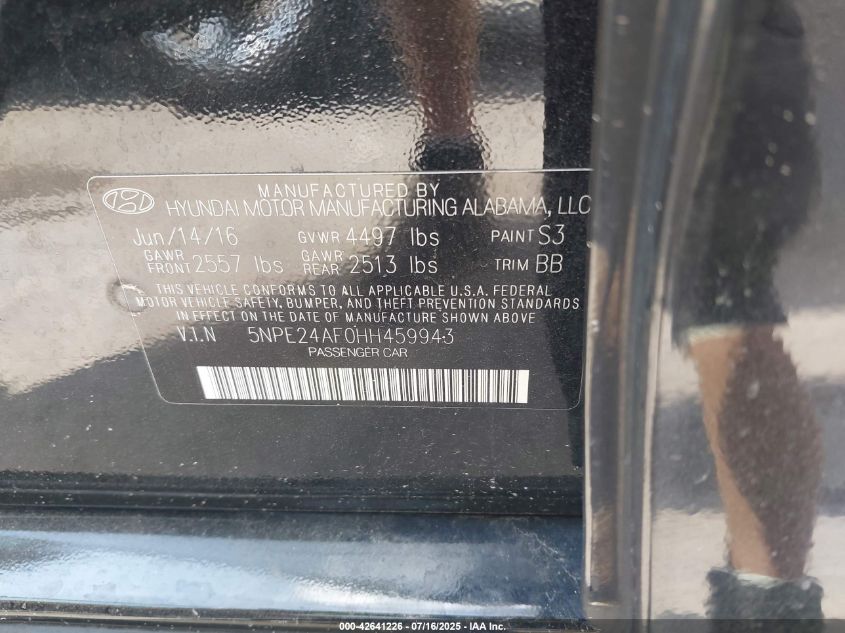 MANUFACTURED BY
HYUNDAI MOTOR MANUFACTURING ALABAMA, LLC
Jun/14/16 GVWR 4497 lbs PAINT S3
GAWR FRONT 2557 lbs GAWR REAR 2513 lbs TRIM BB
THIS VEHICLE CONFORMS TO ALL APPLICABLE U.S.A. FEDERAL
MOTOR VEHICLE SAFETY, BUMPER, AND THEFT PREVENTION STANDARDS
IN EFFECT ON THE DATE OF MANUFACTURE SHOWN ABOVE
V.I.N 5NPE24AF0HH459943
PASSENGER CAR
000-42641226 - 07/16/2025 - IAA Inc.